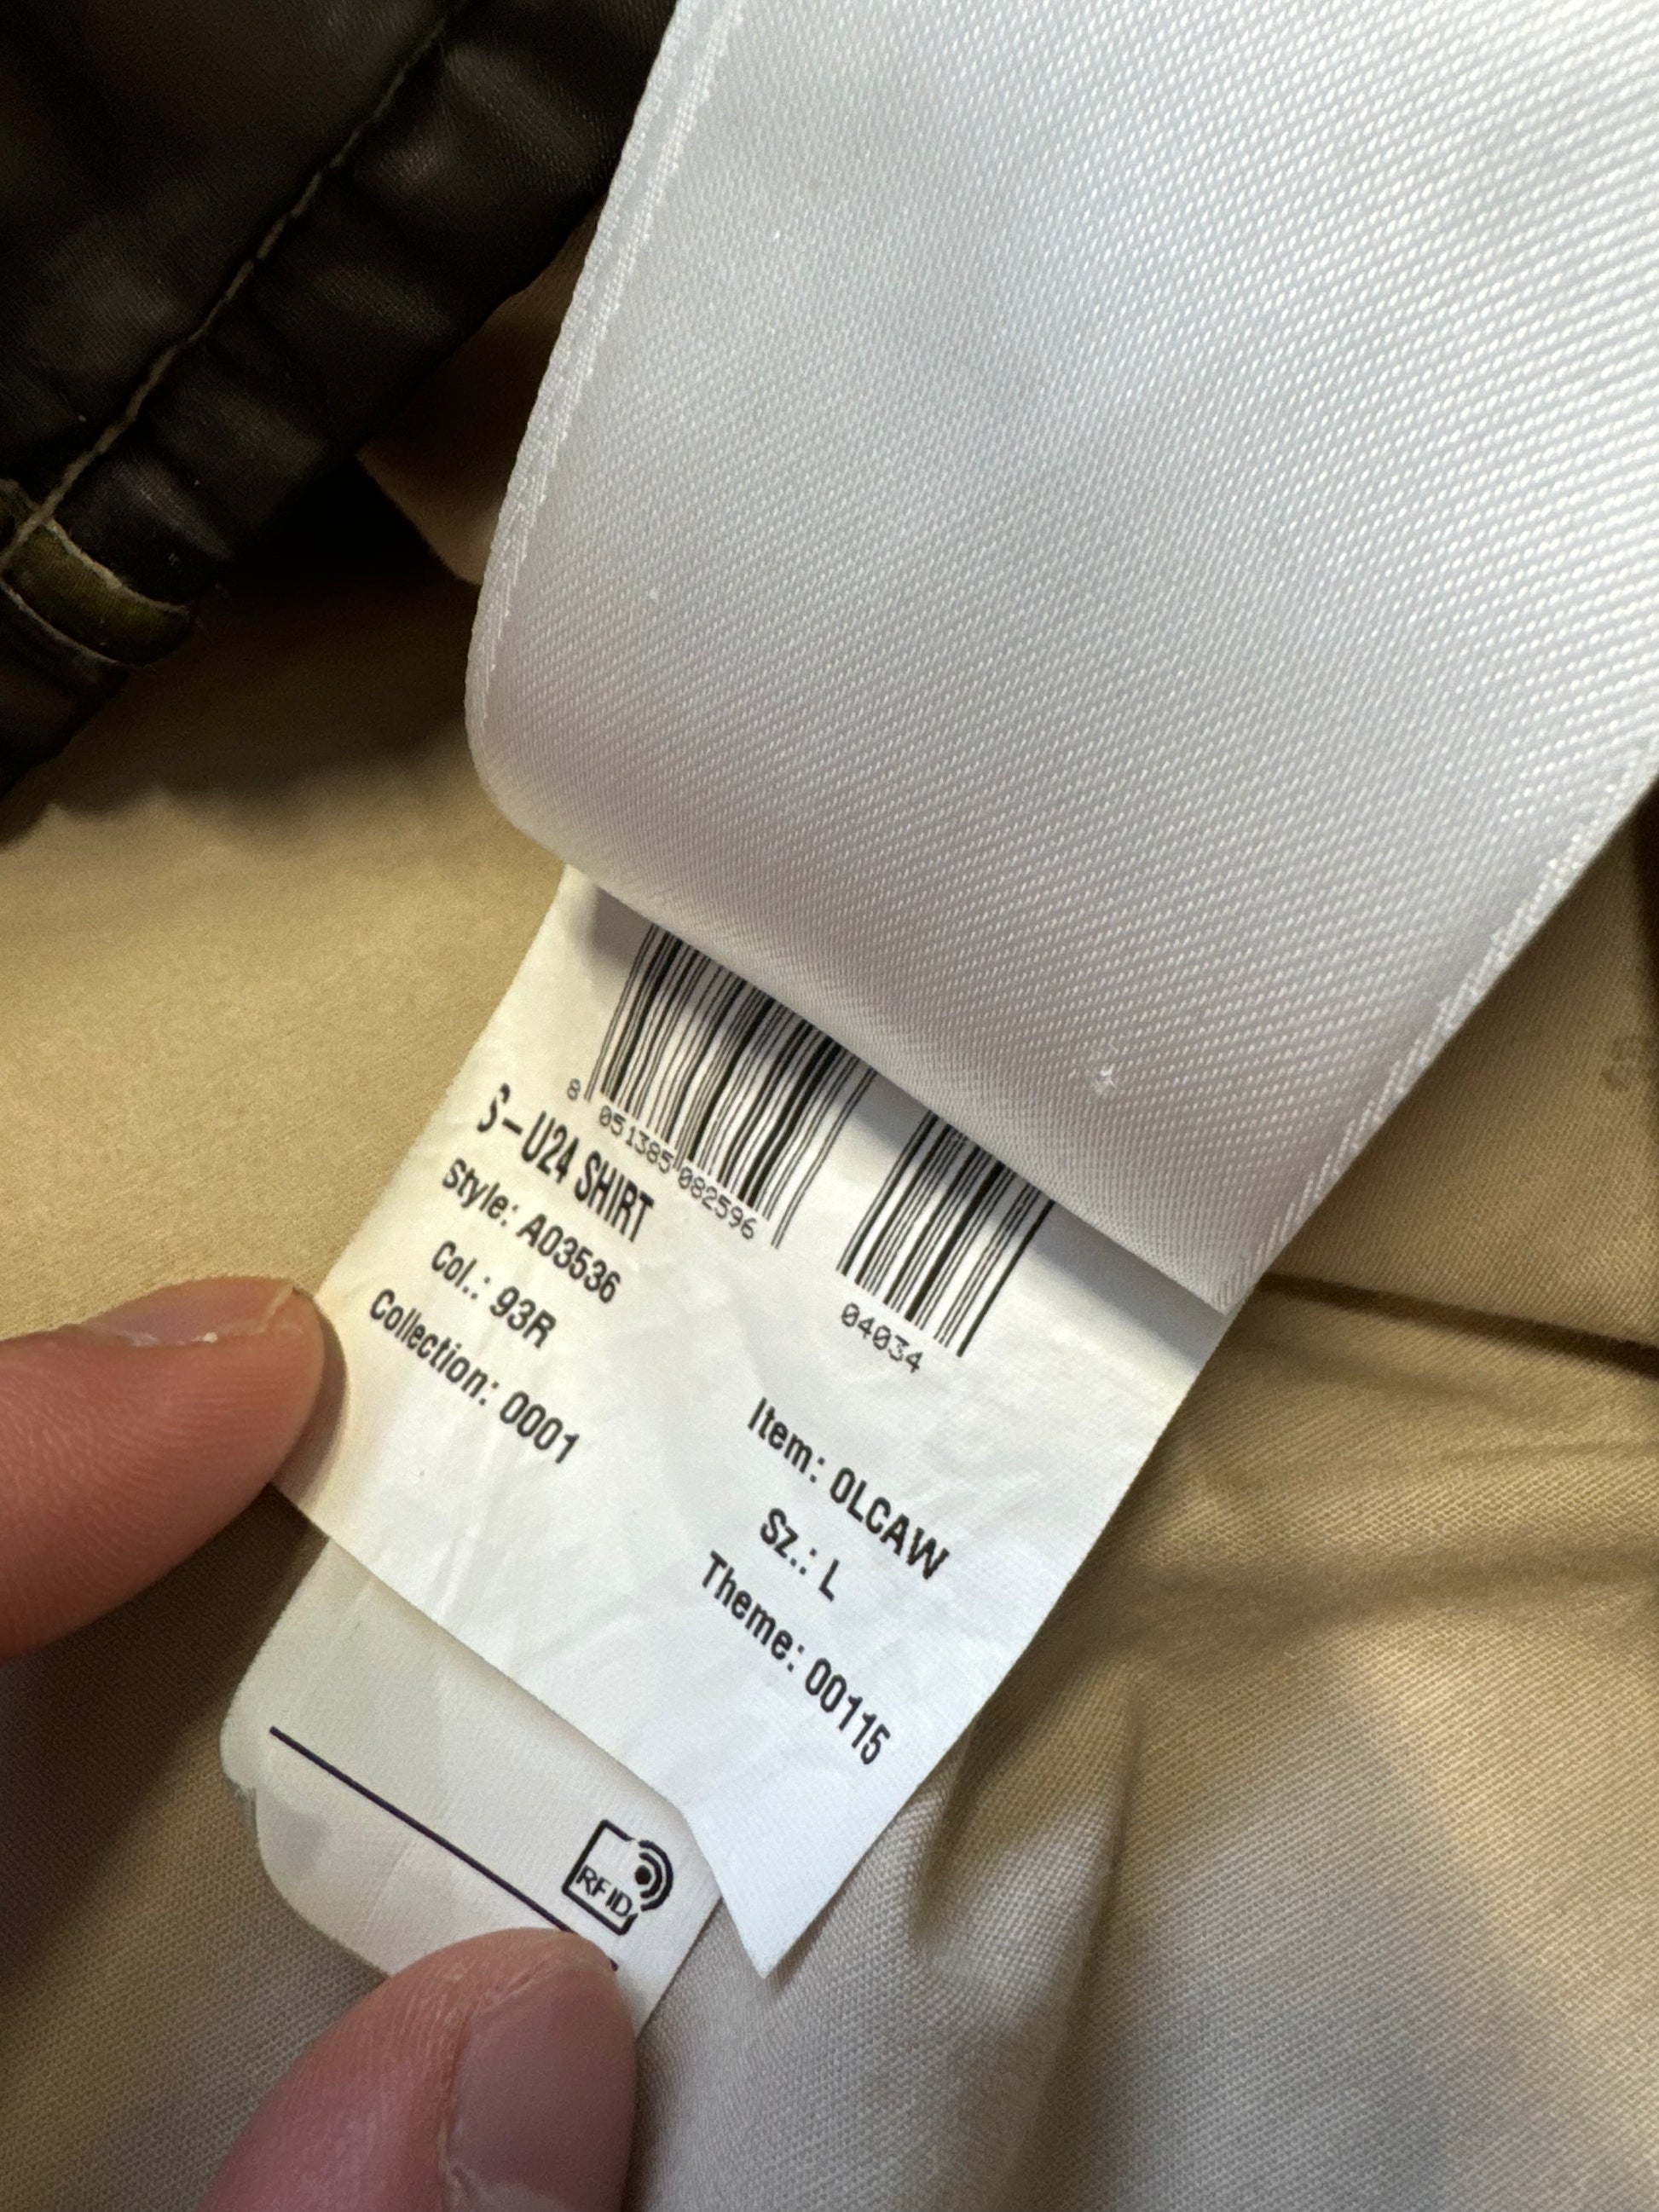 8 051385 082596
04034
S-U24 SHIRT
Style: A03536
Item: 0LCAW
Col.: 93R
Sz.: L
Collection: 0001
Theme: 00115
RFID